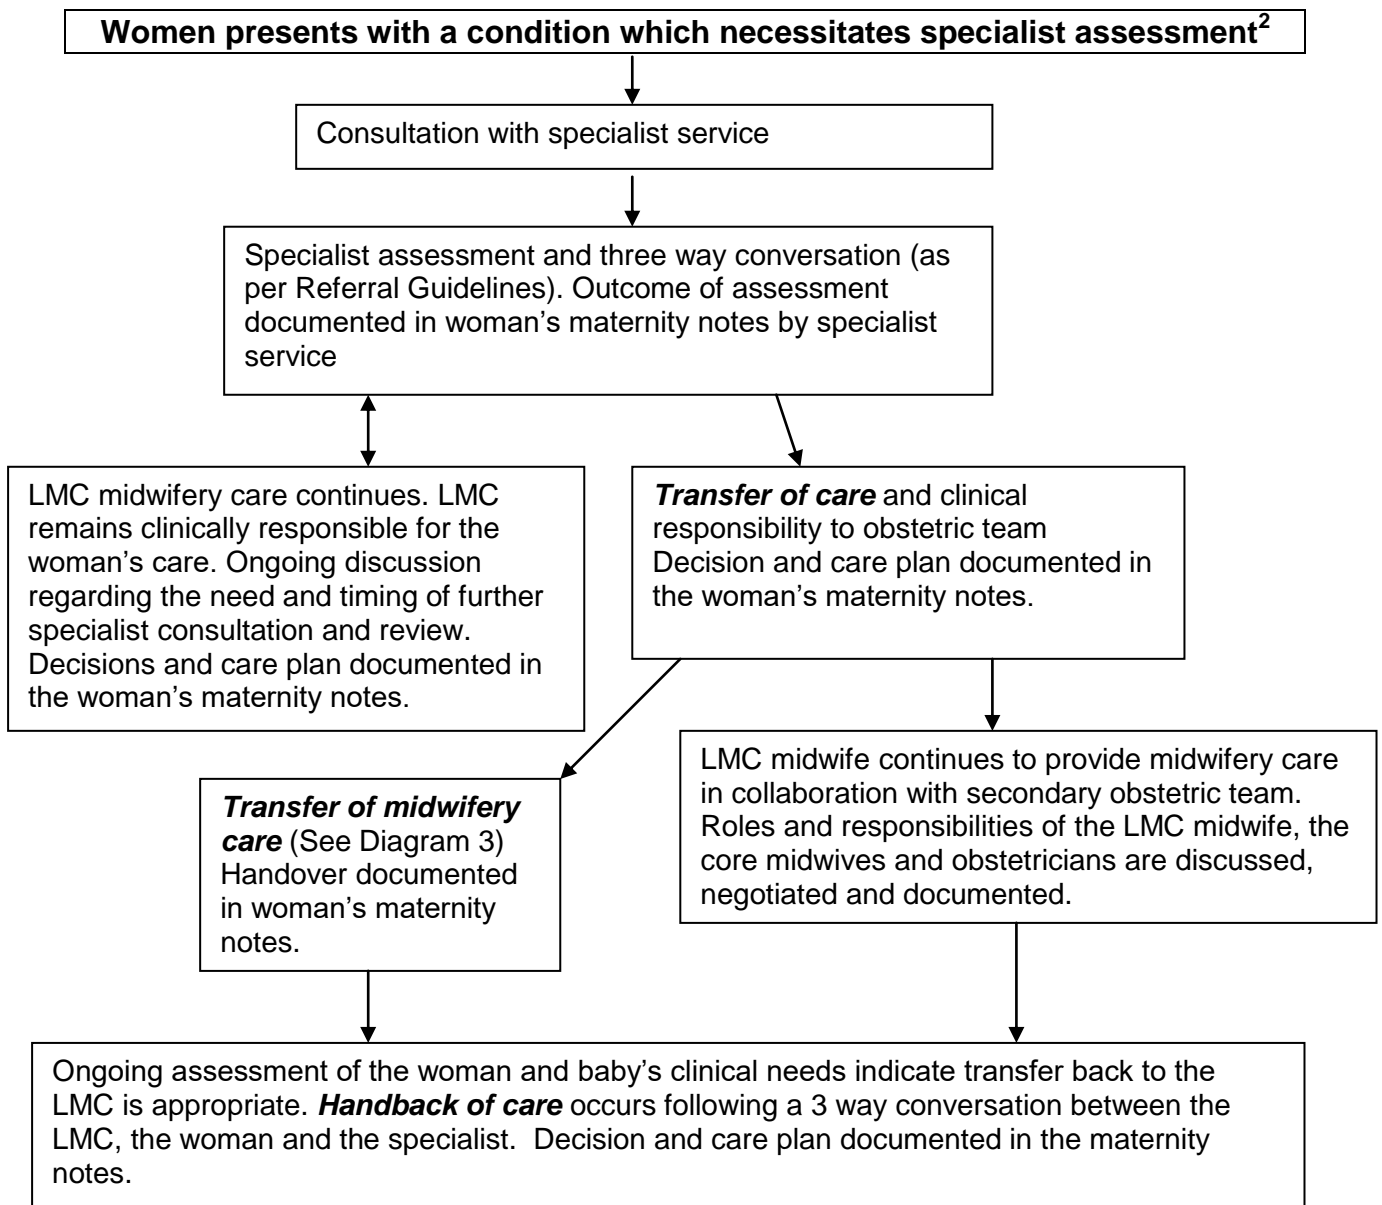 Women presents with a condition which necessitates specialist assessment2
Consultation with specialist service
Specialist assessment and three way conversation (as
per Referral Guidelines). Outcome of assessment
documented in woman’s maternity notes by specialist
service
LMC midwifery care continues. LMC
remains clinically responsible for the
woman’s care. Ongoing discussion
regarding the need and timing of further
specialist consultation and review.
Decisions and care plan documented in
the woman’s maternity notes.
Transfer of care and clinical
responsibility to obstetric team
Decision and care plan documented in
the woman’s maternity notes.
Transfer of midwifery
care (See Diagram 3)
Handover documented
in woman’s maternity
notes.
LMC midwife continues to provide midwifery care
in collaboration with secondary obstetric team.
Roles and responsibilities of the LMC midwife, the
core midwives and obstetricians are discussed,
negotiated and documented.
Ongoing assessment of the woman and baby’s clinical needs indicate transfer back to the
LMC is appropriate. Handback of care occurs following a 3 way conversation between the
LMC, the woman and the specialist.  Decision and care plan documented in the maternity
notes.